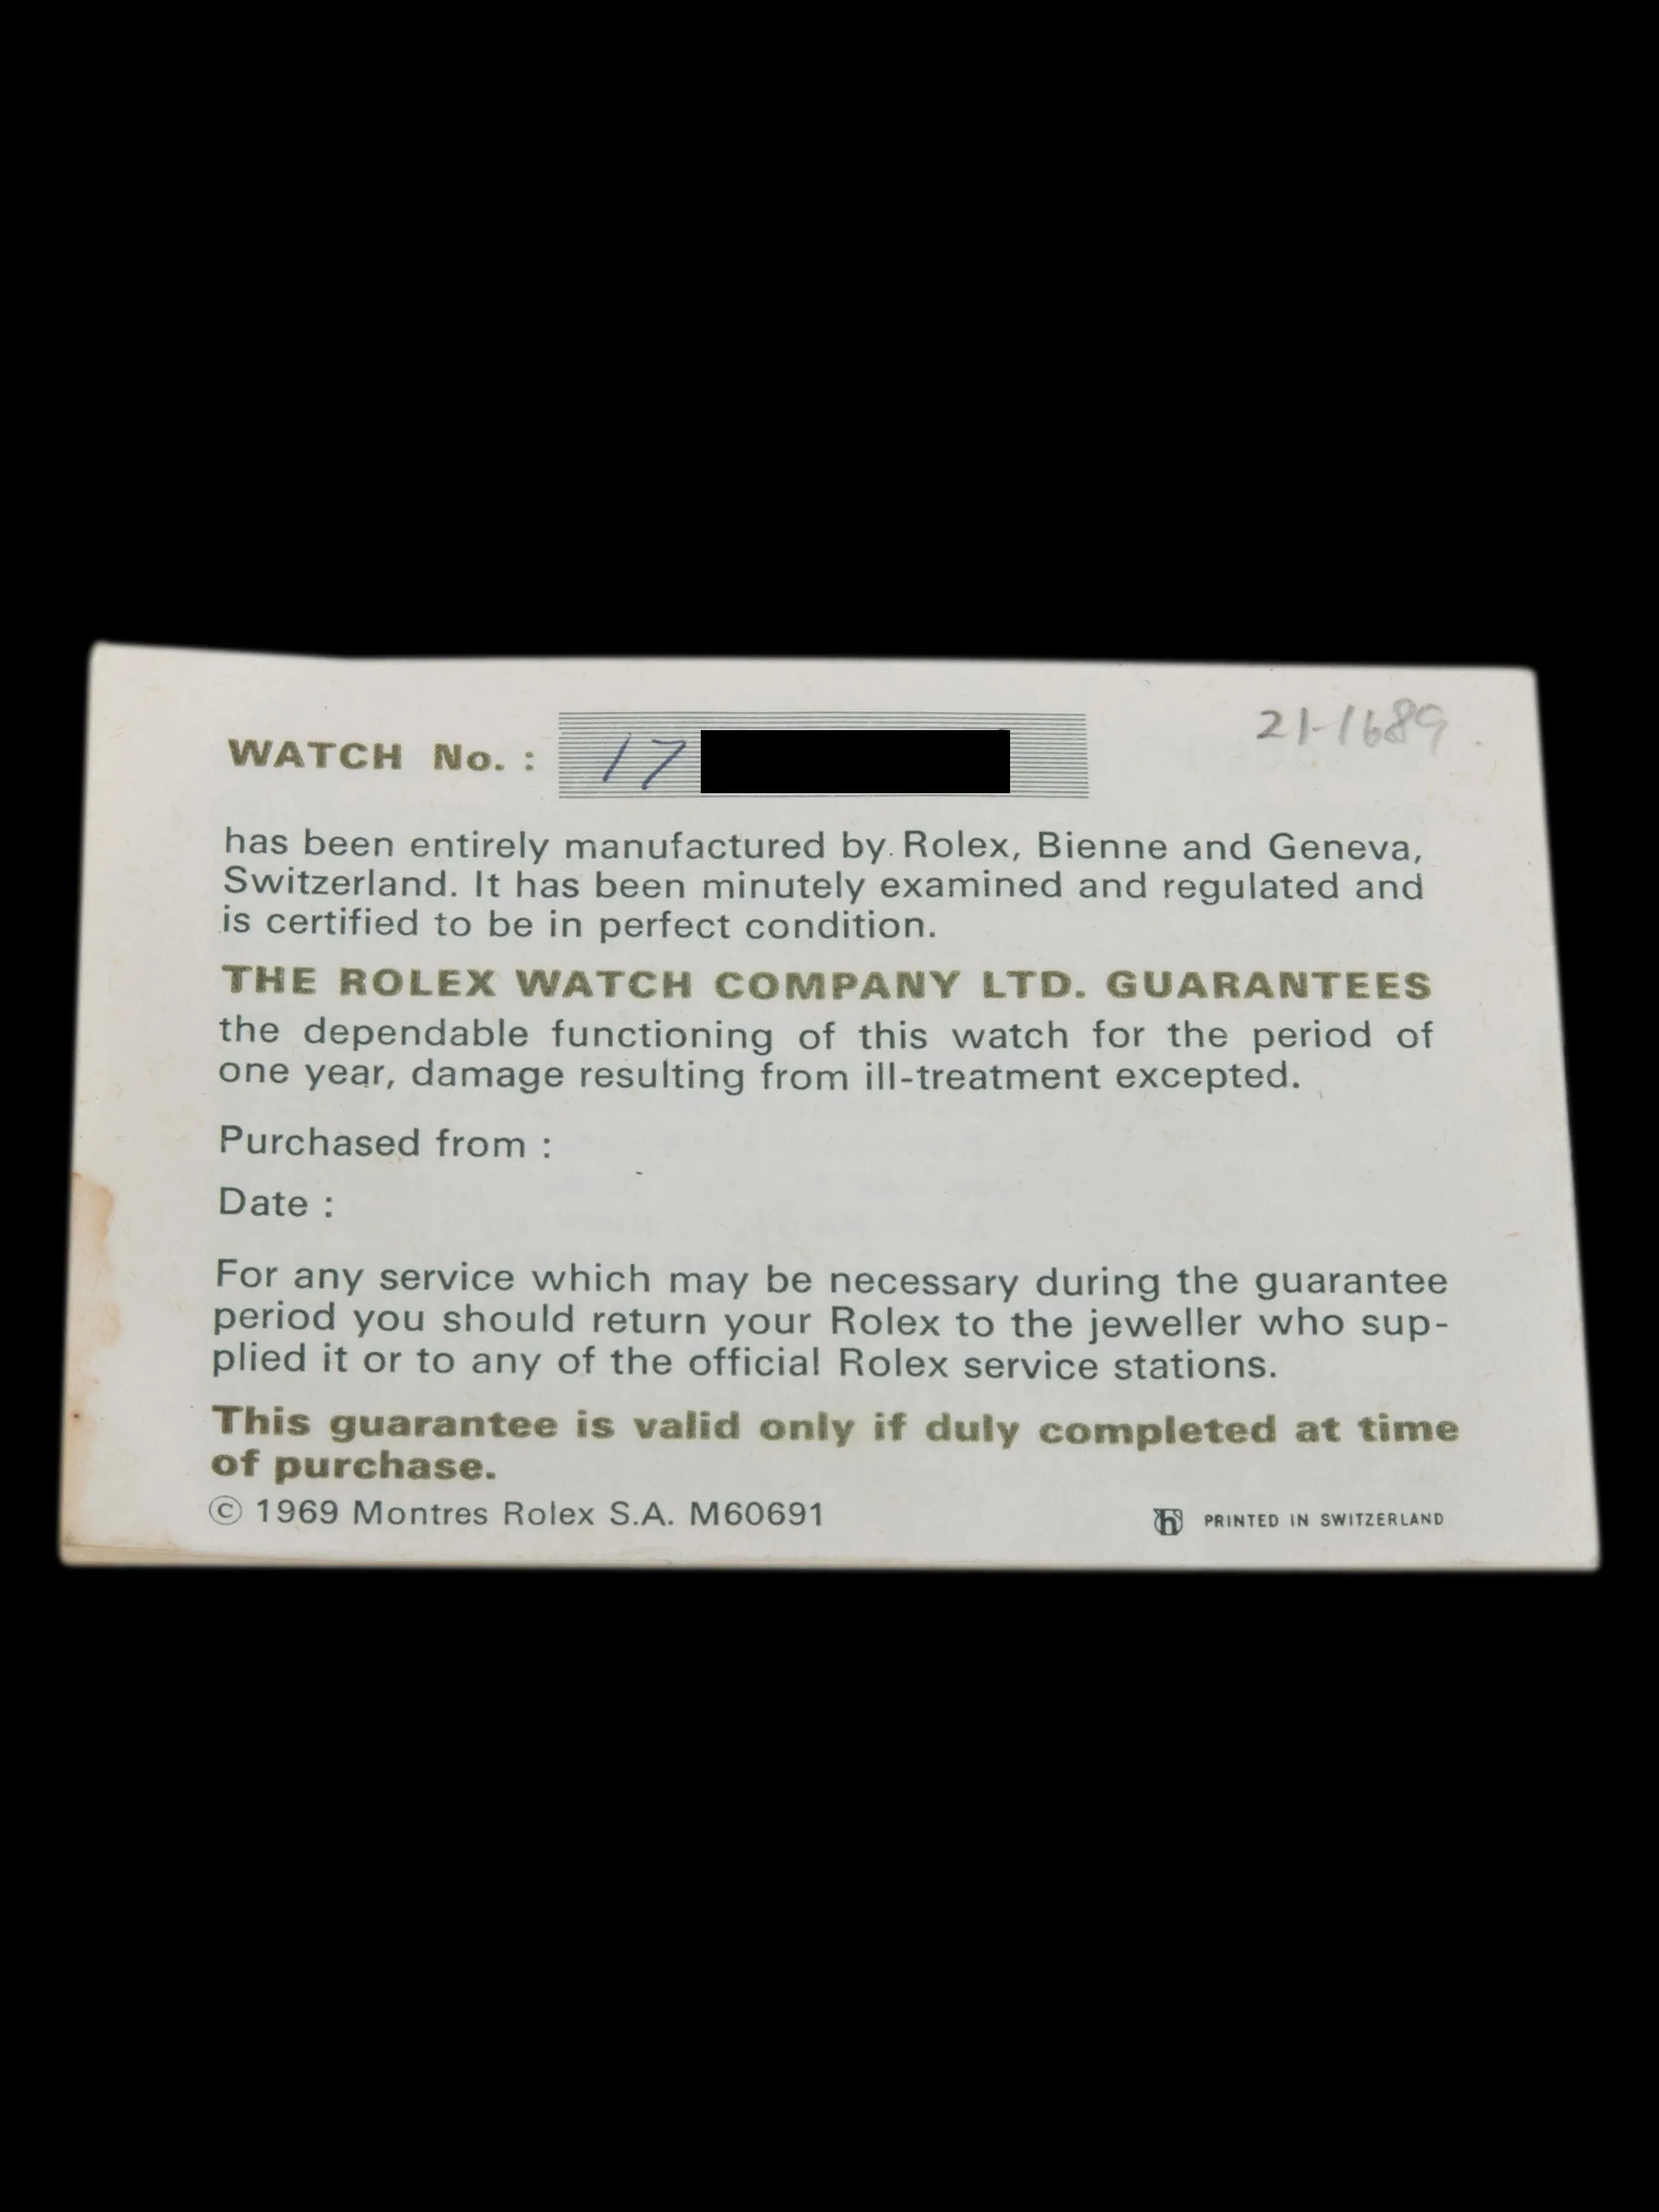 21-1689
WATCH No. : 17
has been entirely manufactured by Rolex, Bienne and Geneva,
Switzerland. It has been minutely examined and regulated and
is certified to be in perfect condition.
THE ROLEX WATCH COMPANY LTD. GUARANTEES
the dependable functioning of this watch for the period of
one year, damage resulting from ill-treatment excepted.
Purchased from :
Date :
For any service which may be necessary during the guarantee
period you should return your Rolex to the jeweller who sup-
plied it or to any of the official Rolex service stations.
This guarantee is valid only if duly completed at time
of purchase.
© 1969 Montres Rolex S.A. M60691
PRINTED IN SWITZERLAND